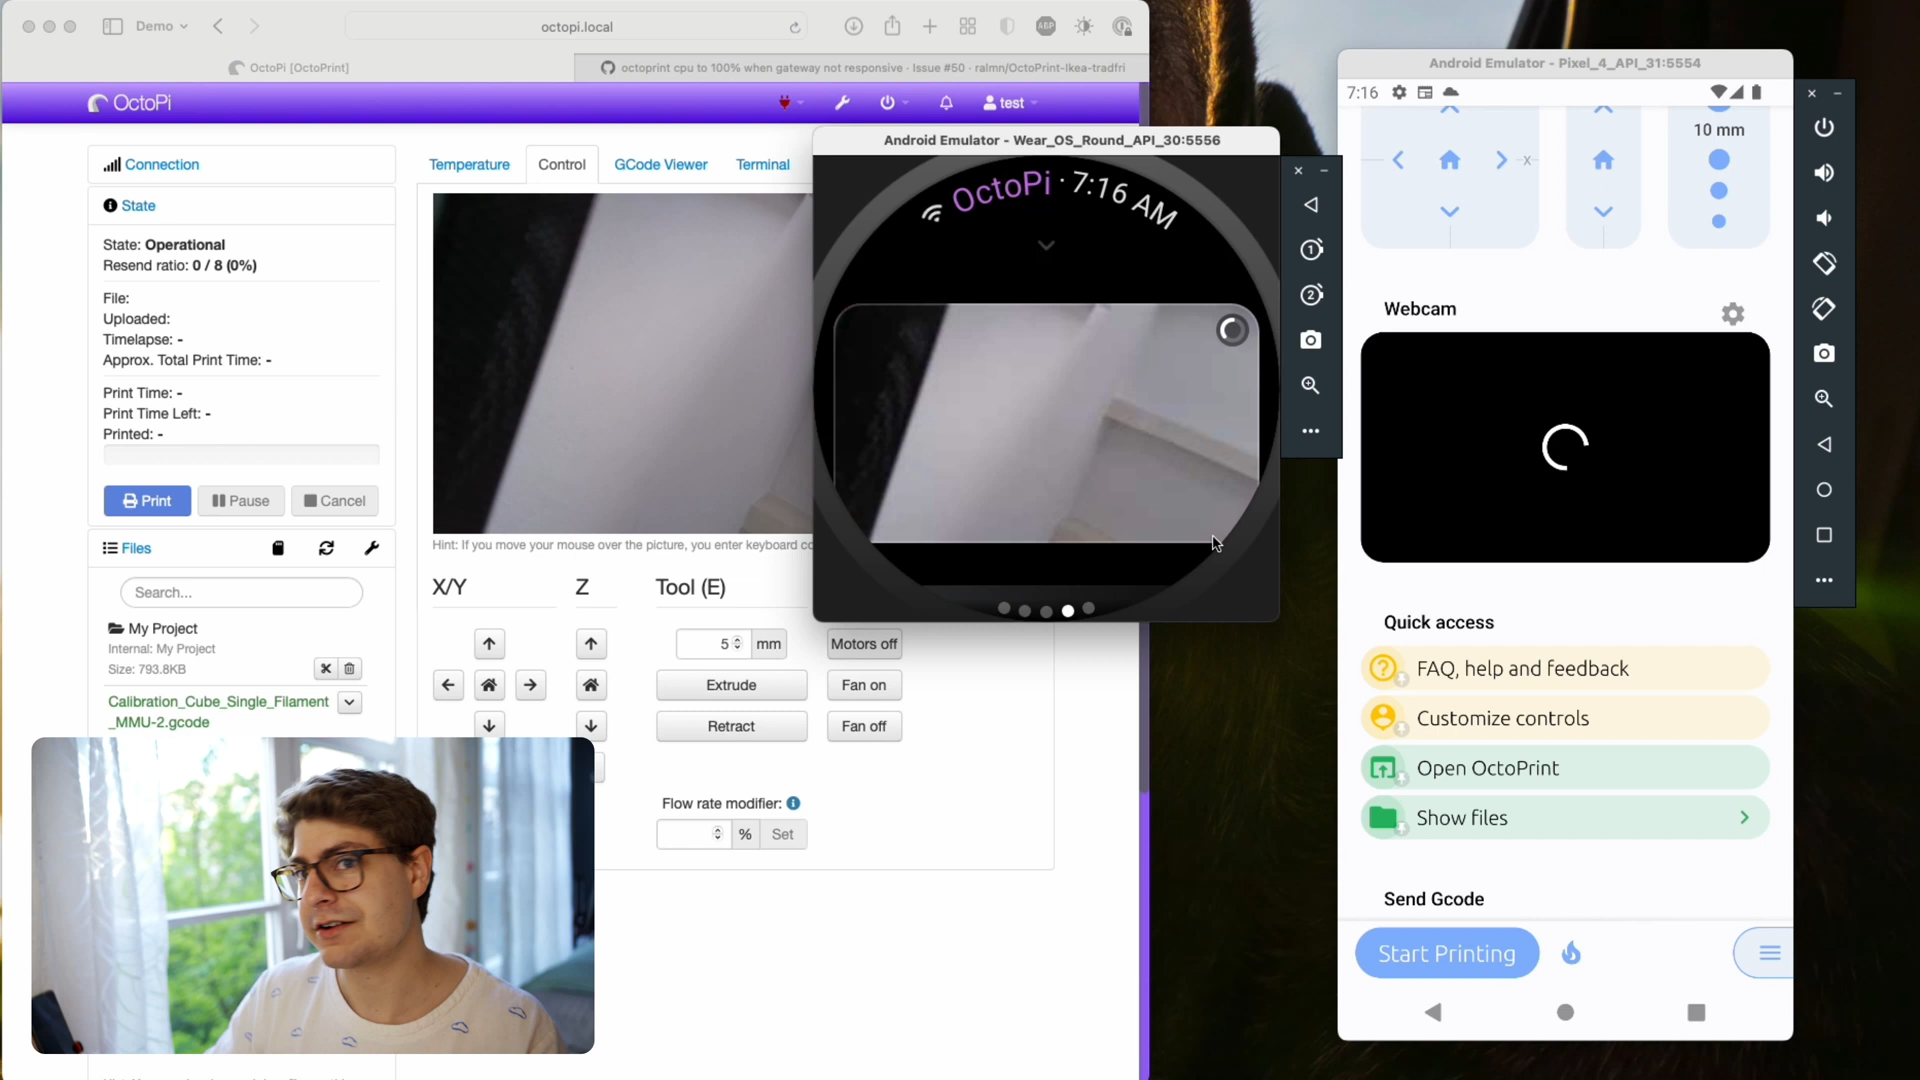 Demo
octopi.local
ABP
OctoPi [OctoPrint]
octoprint cpu to 100% when gateway not responsive · Issue #50 · ralmn/OctoPrint-Ikea-tradfri
OctoPi
test
Connection
State
State: Operational
Resend ratio: 0 / 8 (0%)
File:
Uploaded:
Timelapse: -
Approx. Total Print Time: -
Print Time: -
Print Time Left: -
Printed: -
Print
Pause
Cancel
Files
Search...
My Project
Internal: My Project
Size: 793.8KB
Calibration_Cube_Single_Filament
_MMU-2.gcode
Temperature
Control
GCode Viewer
Terminal
Hint: If you move your mouse over the picture, you enter keyboard
X/Y
Z
Tool (E)
5
mm
Motors off
Extrude
Fan on
Retract
Fan off
Flow rate modifier:
%
Set
Android Emulator - Wear_OS_Round_API_30:5556
OctoPi · 7:16 AM
1
2
Android Emulator - Pixel_4_API_31:5554
7:16
10 mm
X
Webcam
Quick access
FAQ, help and feedback
Customize controls
Open OctoPrint
Show files
Send Gcode
Start Printing